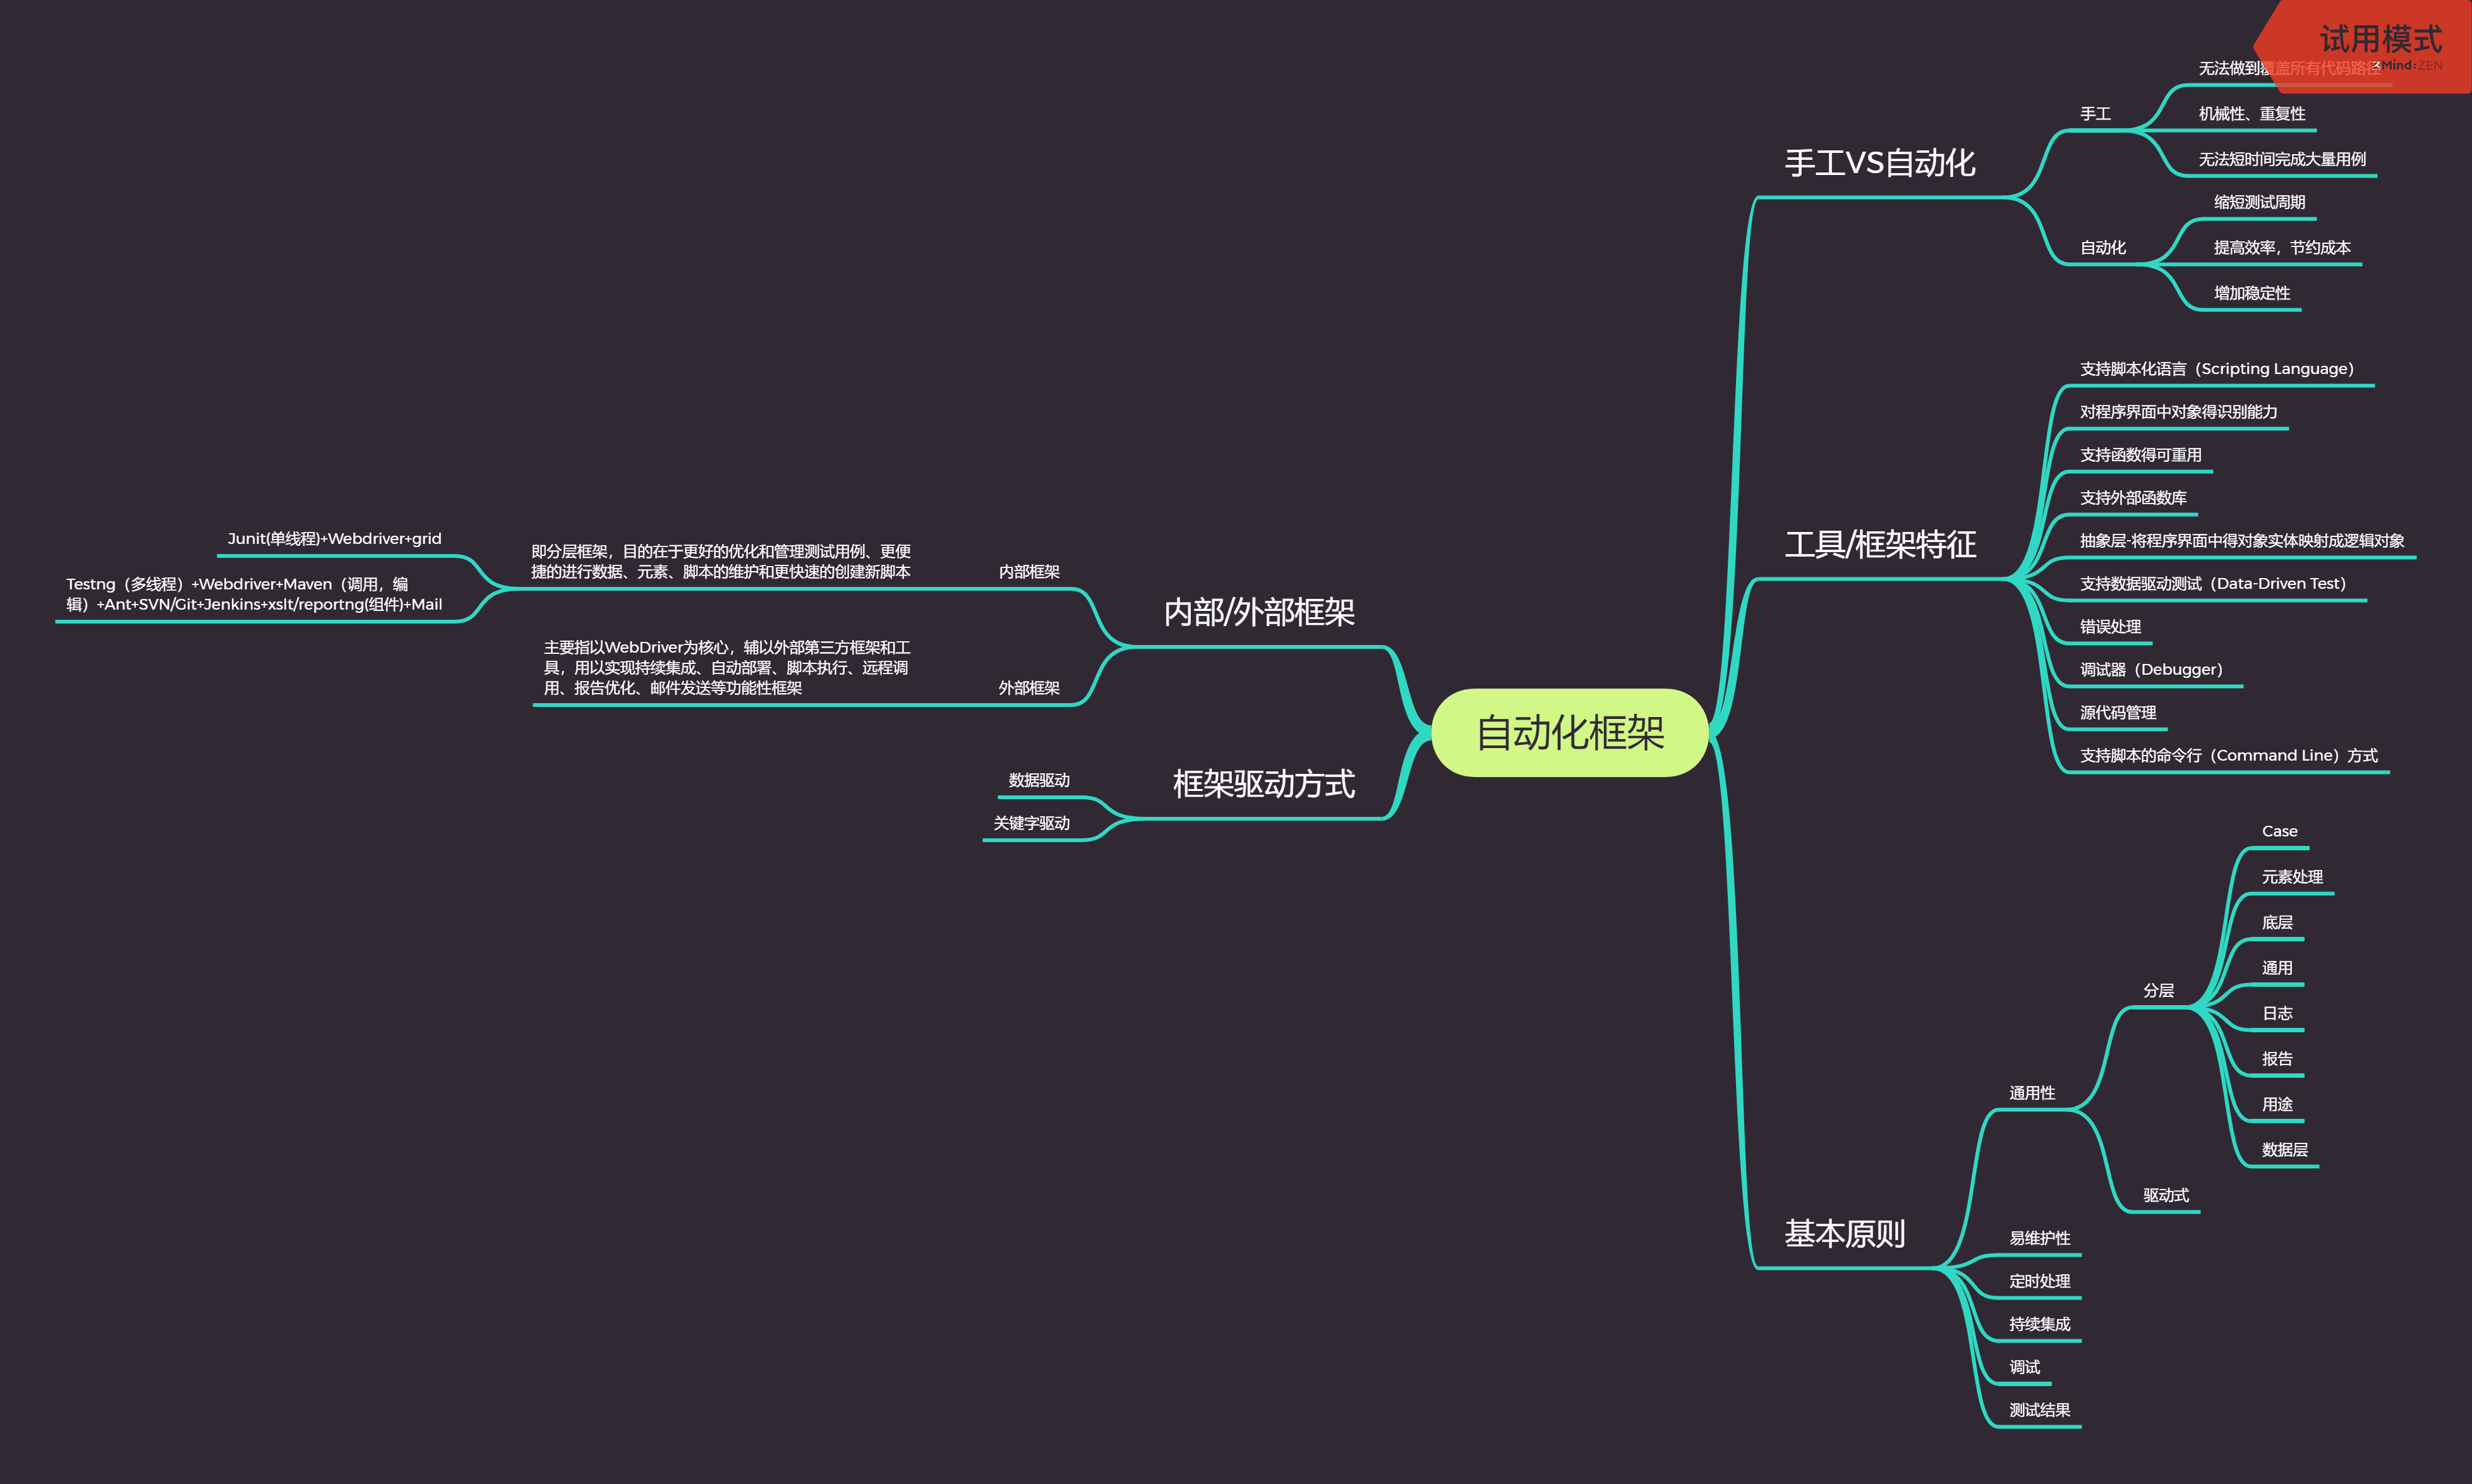 试用模式
XMind:ZEN
无法做到覆盖所有代码路径
手工
机械性、重复性
无法短时间完成大量用例
手工VS自动化
缩短测试周期
自动化
提高效率，节约成本
增加稳定性
支持脚本化语言（Scripting Language）
对程序界面中对象得识别能力
支持函数得可重用
支持外部函数库
工具/框架特征
抽象层-将程序界面中得对象实体映射成逻辑对象
支持数据驱动测试（Data-Driven Test）
错误处理
调试器（Debugger）
源代码管理
支持脚本的命令行（Command Line）方式
Junit(单线程)+Webdriver+grid
Testng（多线程）+Webdriver+Maven（调用，编
辑）+Ant+SVN/Git+Jenkins+xslt/reportng(组件)+Mail
即分层框架，目的在于更好的优化和管理测试用例、更便
捷的进行数据、元素、脚本的维护和更快速的创建新脚本
内部框架
内部/外部框架
主要指以WebDriver为核心，辅以外部第三方框架和工
具，用以实现持续集成、自动部署、脚本执行、远程调
用、报告优化、邮件发送等功能性框架
外部框架
自动化框架
框架驱动方式
数据驱动
关键字驱动
Case
元素处理
底层
通用
分层
日志
报告
用途
数据层
通用性
驱动式
基本原则
易维护性
定时处理
持续集成
调试
测试结果